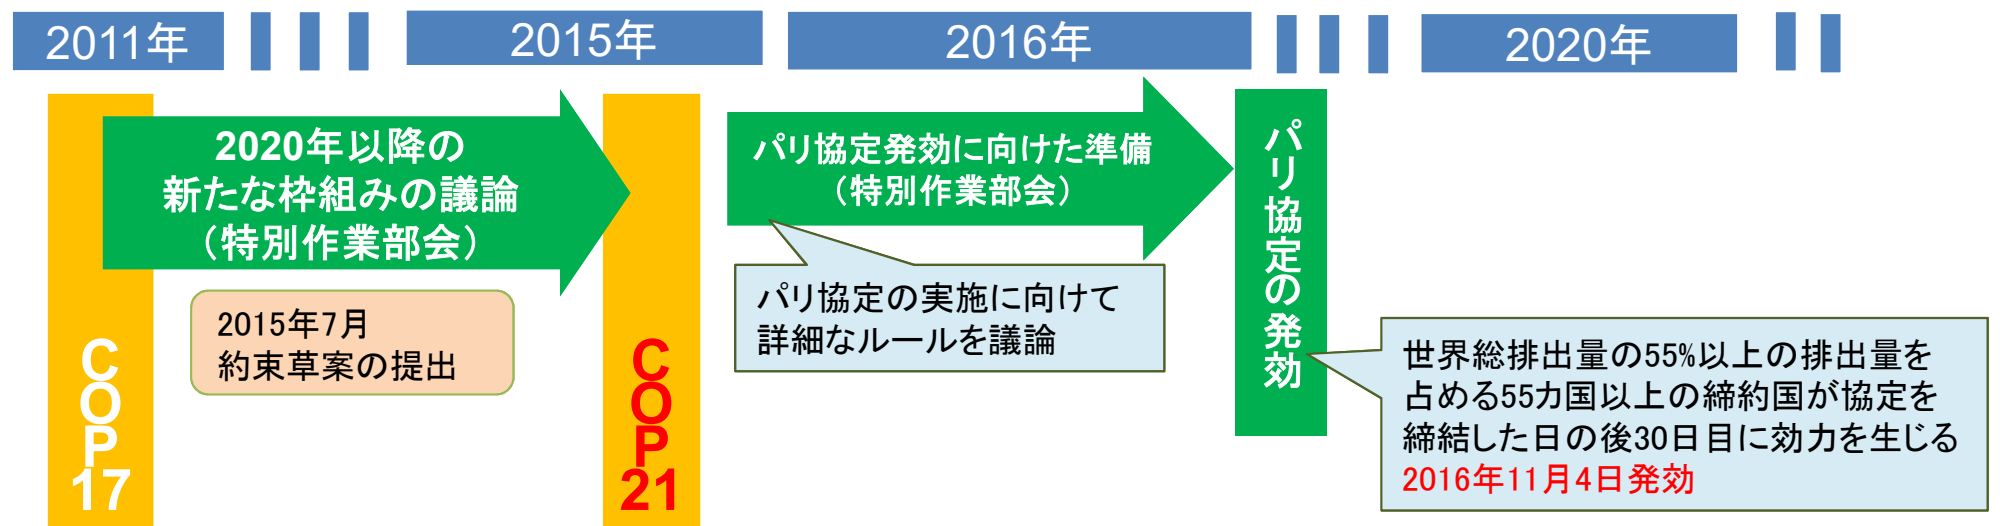 2011年
2015年
2016年
2020年
COP17
2020年以降の
新たな枠組みの議論
（特別作業部会）
2015年7月
約束草案の提出
COP21
パリ協定発効に向けた準備
（特別作業部会）
パリ協定の実施に向けて
詳細なルールを議論
パリ協定の発効
世界総排出量の55%以上の排出量を
占める55カ国以上の締約国が協定を
締結した日の後30日目に効力を生じる
2016年11月4日発効